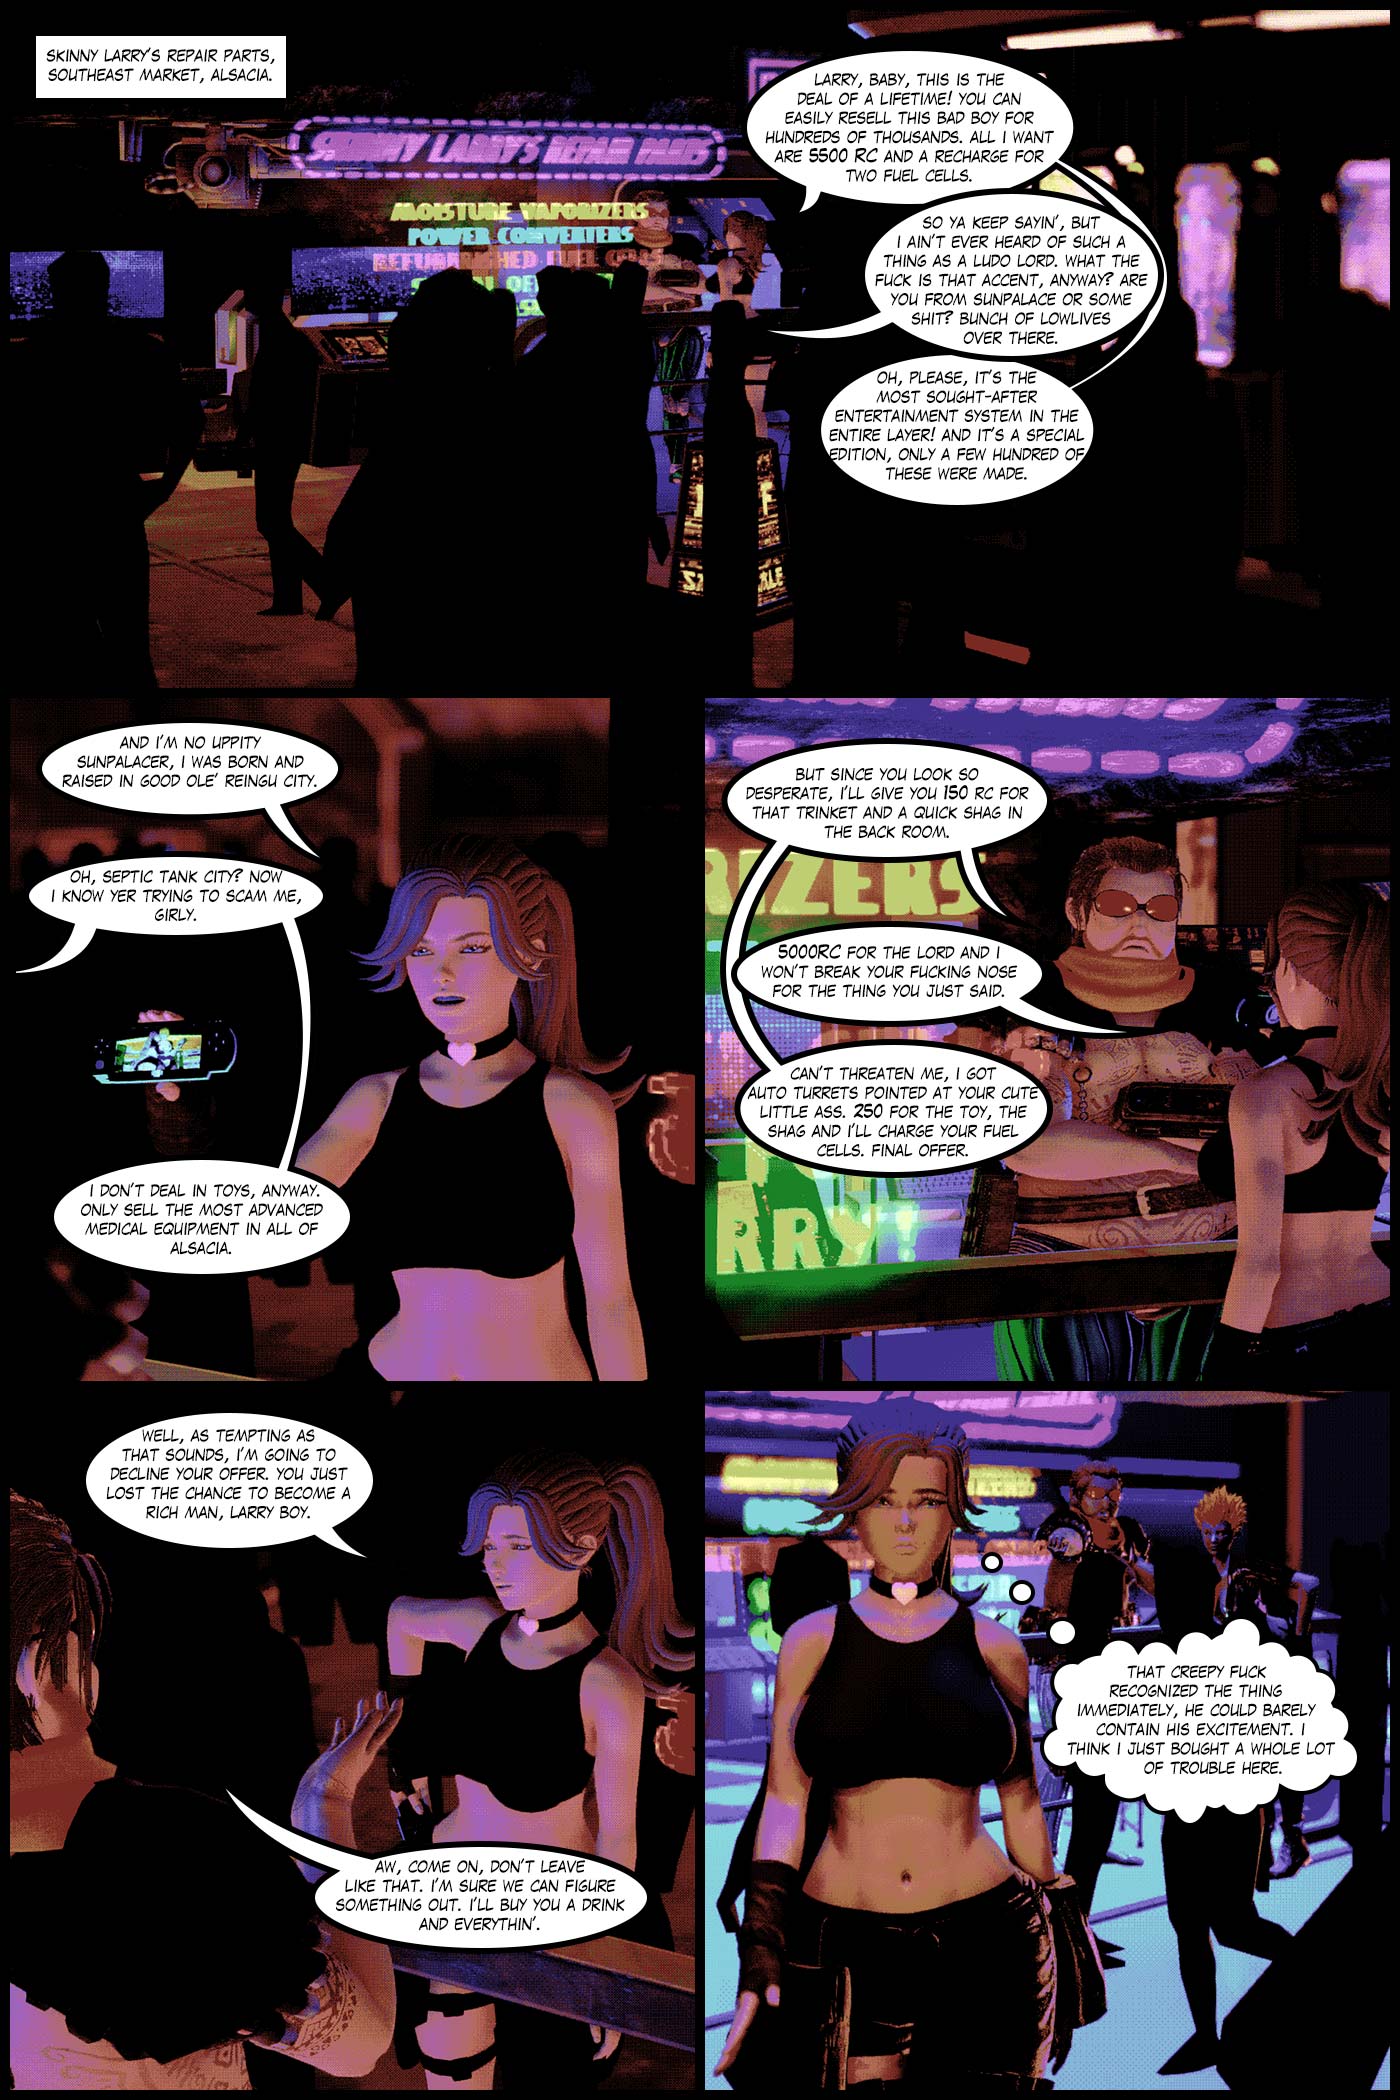 SKINNY LARRY'S REPAIR PARTS,
SOUTHEAST MARKET, ALSACIA.
LARRY, BABY, THIS IS THE
DEAL OF A LIFETIME! YOU CAN
EASILY RESELL THIS BAD BOY FOR
HUNDREDS OF THOUSANDS. ALL I WANT
ARE 5500 RC AND A RECHARGE FOR
TWO FUEL CELLS.
SKINNY LARRY'S REPAIR PARTS
MOISTURE VAPORIZERS
POWER CONVERTERS
REFURBISHED FUEL CELLS
SO YA KEEP SAYIN', BUT
I AIN'T EVER HEARD OF SUCH A
THING AS A LUDO LORD. WHAT THE
FUCK IS THAT ACCENT, ANYWAY? ARE
YOU FROM SUNPALACE OR SOME
SHIT? BUNCH OF LOWLIVES
OVER THERE.
OH, PLEASE, IT'S THE
MOST SOUGHT-AFTER
ENTERTAINMENT SYSTEM IN THE
ENTIRE LAYER! AND IT'S A SPECIAL
EDITION, ONLY A FEW HUNDRED OF
THESE WERE MADE.
AND I'M NO UPPITY
SUNPALACER, I WAS BORN AND
RAISED IN GOOD OLE' REINGU CITY.
OH, SEPTIC TANK CITY? NOW
I KNOW YER TRYING TO SCAM ME,
GIRLY.
I DON'T DEAL IN TOYS, ANYWAY.
ONLY SELL THE MOST ADVANCED
MEDICAL EQUIPMENT IN ALL OF
ALSACIA.
BUT SINCE YOU LOOK SO
DESPERATE, I'LL GIVE YOU 150 RC FOR
THAT TRINKET AND A QUICK SHAG IN
THE BACK ROOM.
RIZERS
5000RC FOR THE LORD AND I
WON'T BREAK YOUR FUCKING NOSE
FOR THE THING YOU JUST SAID.
CAN'T THREATEN ME, I GOT
AUTO TURRETS POINTED AT YOUR CUTE
LITTLE ASS. 250 FOR THE TOY, THE
SHAG AND I'LL CHARGE YOUR FUEL
CELLS. FINAL OFFER.
RRY!
WELL, AS TEMPTING AS
THAT SOUNDS, I'M GOING TO
DECLINE YOUR OFFER. YOU JUST
LOST THE CHANCE TO BECOME A
RICH MAN, LARRY BOY.
AW, COME ON, DON'T LEAVE
LIKE THAT. I'M SURE WE CAN FIGURE
SOMETHING OUT. I'LL BUY YOU A DRINK
AND EVERYTHIN'.
THAT CREEPY FUCK
RECOGNIZED THE THING
IMMEDIATELY, HE COULD BARELY
CONTAIN HIS EXCITEMENT. I
THINK I JUST BOUGHT A WHOLE LOT
OF TROUBLE HERE.